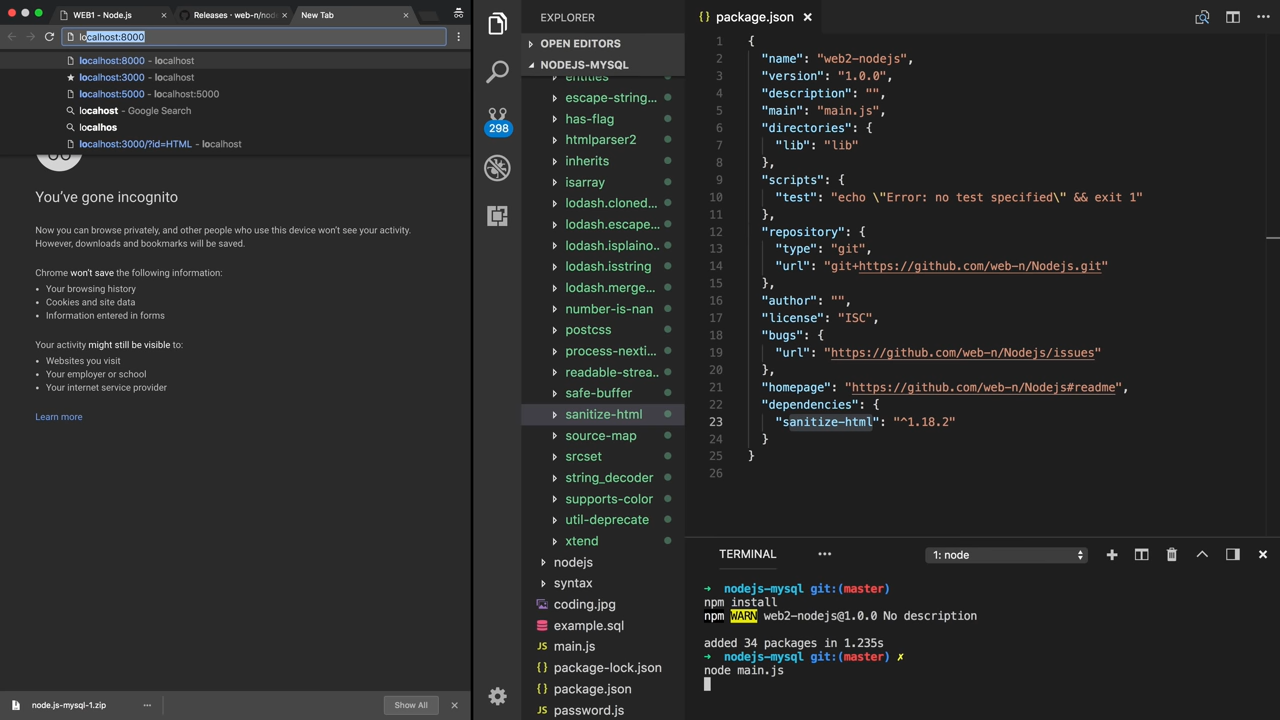 WEB1 - Node.js
Releases · web-n/node
New Tab
localhost:8000
localhost:8000 - localhost
localhost:3000 - localhost
localhost:5000 - localhost:5000
locahost - Google Search
localhos
localhost:3000/?id=HTML - localhost
You've gone incognito
Now you can browse privately, and other people who use this device won't see your activity.
However, downloads and bookmarks will be saved.
Chrome won't save the following information:
• Your browsing history
• Cookies and site data
• Information entered in forms
Your activity might still be visible to:
• Websites you visit
• Your employer or school
• Your internet service provider
Learn more
node.js-mysql-1.zip
Show All
298
EXPLORER
OPEN EDITORS
NODEJS-MYSQL
entities
escape-string...
has-flag
htmlparser2
inherits
isarray
lodash.cloned...
lodash.escape...
lodash.isplaino...
lodash.isstring
lodash.merge...
number-is-nan
postcss
process-nexti...
readable-strea...
safe-buffer
sanitize-html
source-map
srcset
string_decoder
supports-color
util-deprecate
xtend
nodejs
syntax
coding.jpg
example.sql
JS main.js
{} package-lock.json
{} package.json
JS password.js
{} package.json
1 {
2 "name": "web2-nodejs",
3 "version": "1.0.0",
4 "description": "",
5 "main": "main.js",
6 "directories": {
7 "lib": "lib"
8 },
9 "scripts": {
10 "test": "echo \"Error: no test specified\" && exit 1"
11 },
12 "repository": {
13 "type": "git",
14 "url": "git+https://github.com/web-n/Nodejs.git"
15 },
16 "author": "",
17 "license": "ISC",
18 "bugs": {
19 "url": "https://github.com/web-n/Nodejs/issues"
20 },
21 "homepage": "https://github.com/web-n/Nodejs#readme",
22 "dependencies": {
23 "sanitize-html": "^1.18.2"
24 }
25 }
26
TERMINAL
1: node
➜ nodejs-mysql git:(master)
npm install
npm WARN web2-nodejs@1.0.0 No description
added 34 packages in 1.235s
➜ nodejs-mysql git:(master) ✗
node main.js